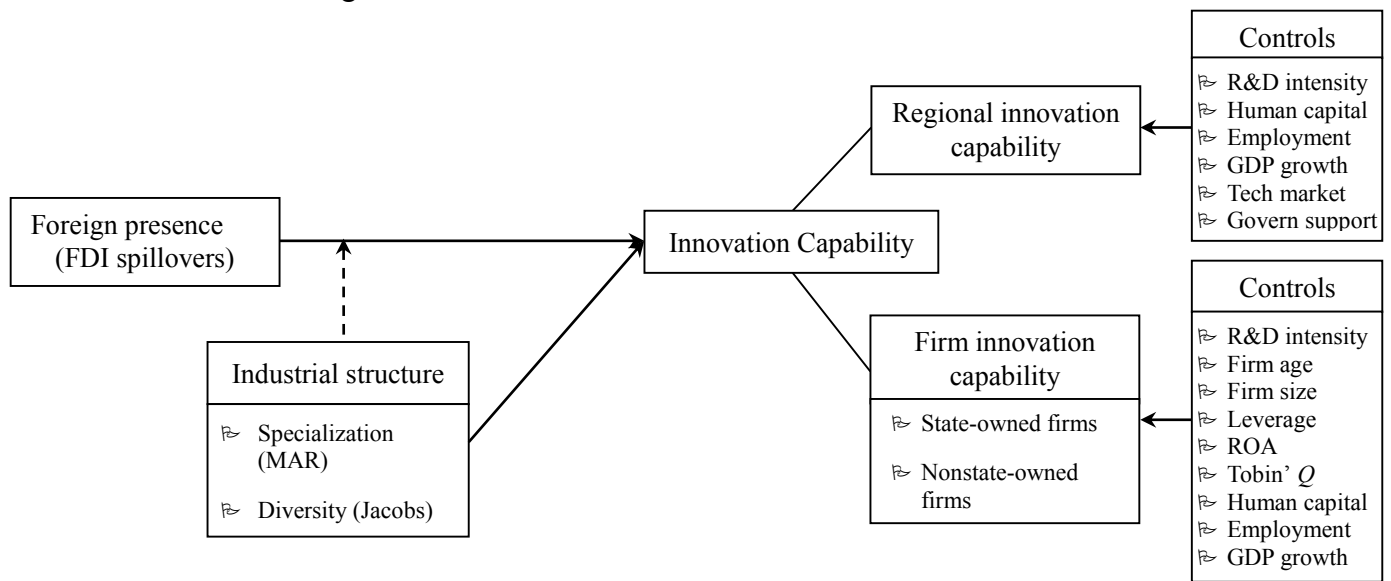 Foreign presence
(FDI spillovers)
Industrial structure
Specialization
(MAR)
Diversity (Jacobs)
Innovation Capability
Regional innovation
capability
Firm innovation
capability
State-owned firms
Nonstate-owned
firms
Controls
R&D intensity
Human capital
Employment
GDP growth
Tech market
Govern support
Controls
R&D intensity
Firm age
Firm size
Leverage
ROA
Tobin' Q
Human capital
Employment
GDP growth